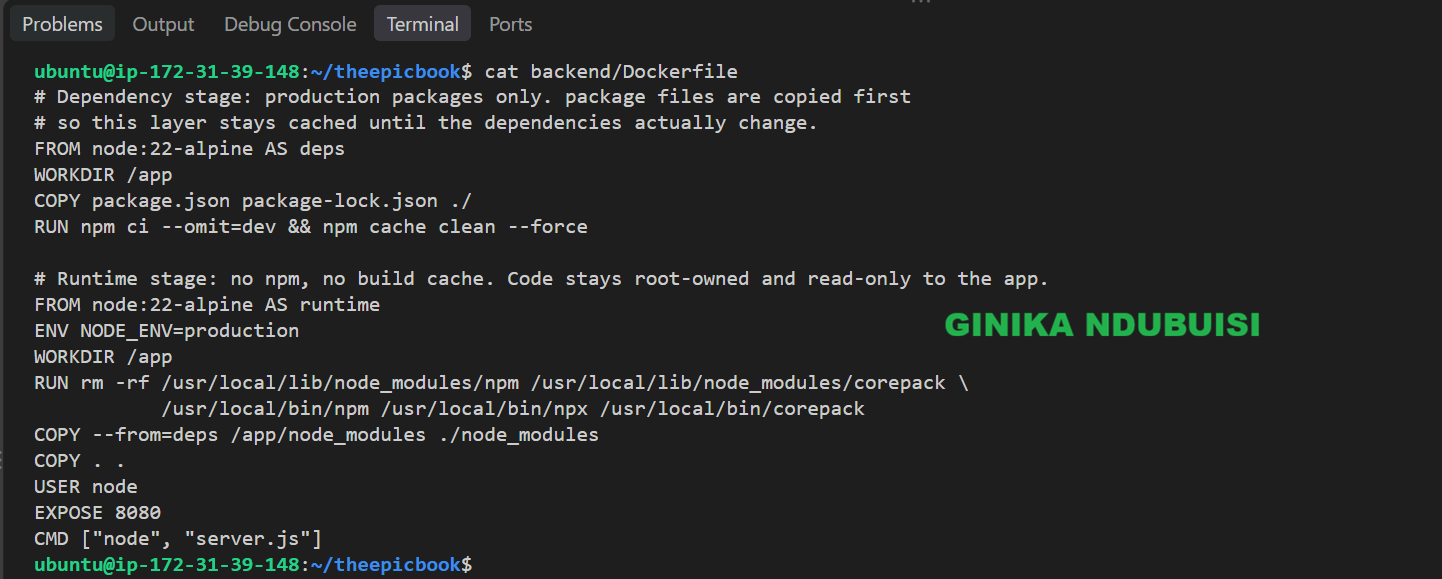 Problems Output Debug Console Terminal Ports
ubuntu@ip-172-31-39-148:~/theepicbook$ cat backend/Dockerfile
# Dependency stage: production packages only. package files are copied first
# so this layer stays cached until the dependencies actually change.
FROM node:22-alpine AS deps
WORKDIR /app
COPY package.json package-lock.json ./
RUN npm ci --omit=dev && npm cache clean --force
# Runtime stage: no npm, no build cache. Code stays root-owned and read-only to the app.
FROM node:22-alpine AS runtime
ENV NODE_ENV=production
GINIKA NDUBUISI
WORKDIR /app
RUN rm -rf /usr/local/lib/node_modules/npm /usr/local/lib/node_modules/corepack \
/usr/local/bin/npm /usr/local/bin/npx /usr/local/bin/corepack
COPY --from=deps /app/node_modules ./node_modules
COPY . .
USER node
EXPOSE 8080
CMD ["node", "server.js"]
ubuntu@ip-172-31-39-148:~/theepicbook$